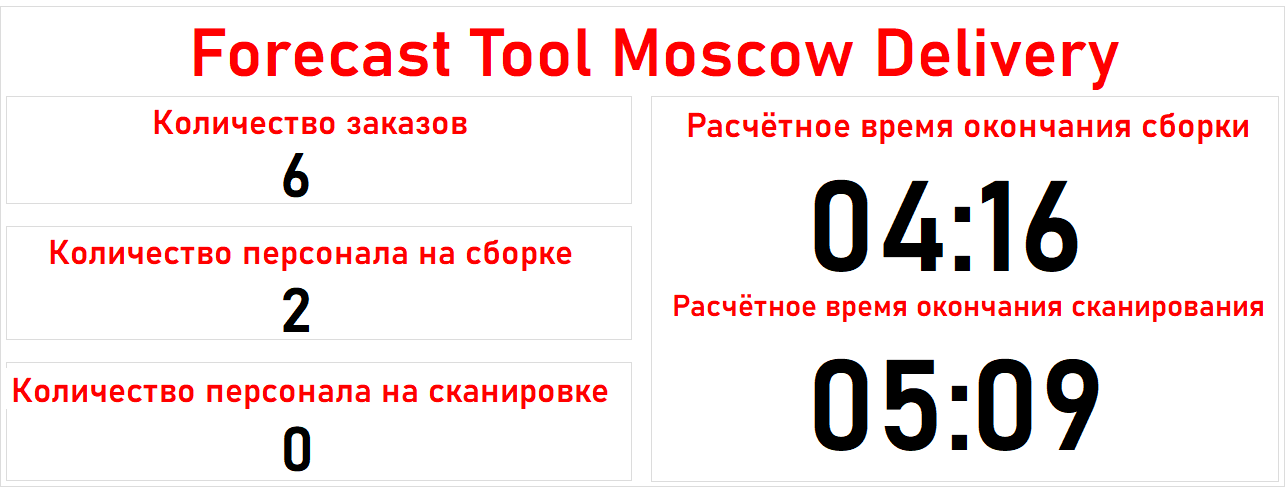 Forecast Tool Moscow Delivery
Количество заказов
6
Количество персонала на сборке
2
Количество персонала на сканировке
0
Расчётное время окончания сборки
04:16
Расчётное время окончания сканирования
05:09